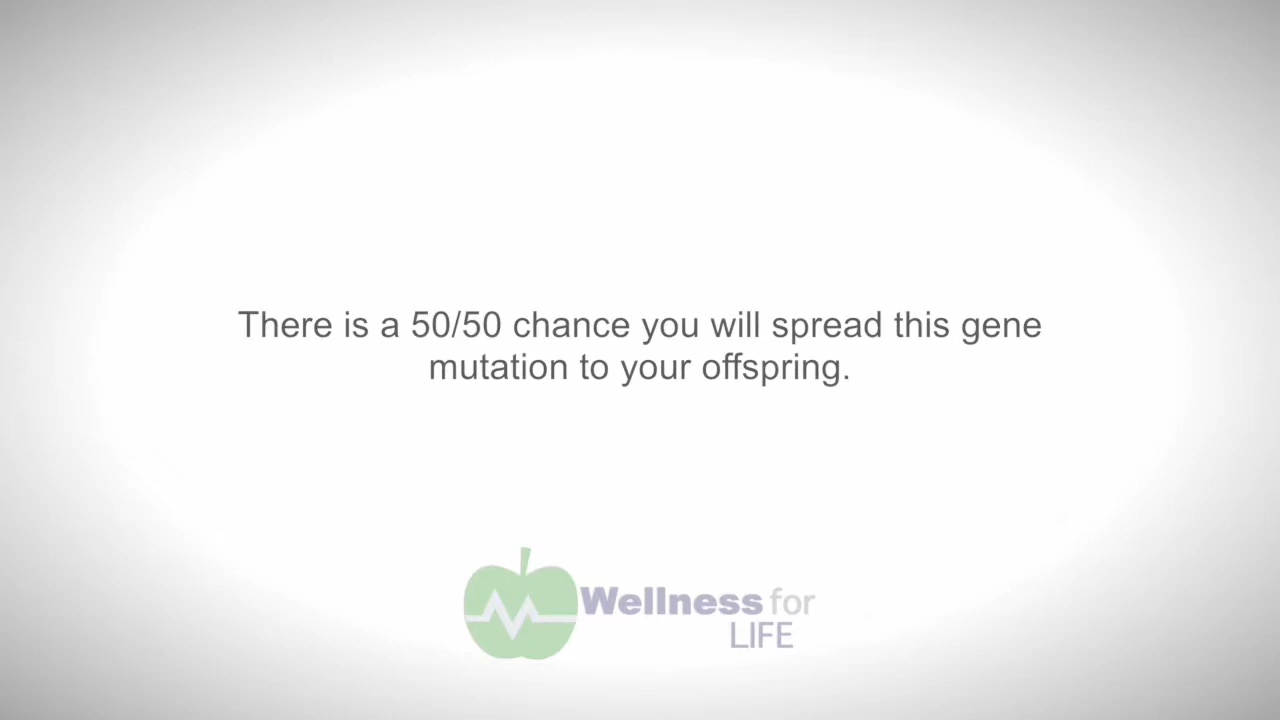 There is a 50/50 chance you will spread this gene
mutation to your offspring.
Wellness for
LIFE